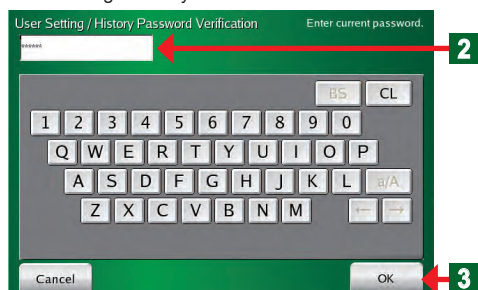 User Setting / History Password Verification Enter current password.
******** 2
BS CL
1 2 3 4 5 6 7 8 9 0
Q W E R T Y U I O P
A S D F G H J K L a/A
Z X C V B N M ← →
Cancel OK 3